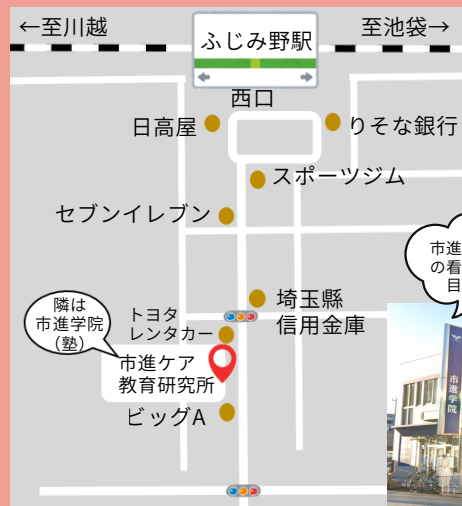 ←至川越
ふじみ野駅
至池袋→
西口
日高屋
りそな銀行
スポーツジム
セブンイレブン
市進
の看
目
埼玉縣
信用金庫
隣は
市進学院
(塾)
トヨタ
レンタカー
市進ケア
教育研究所
ビッグA
市進学院